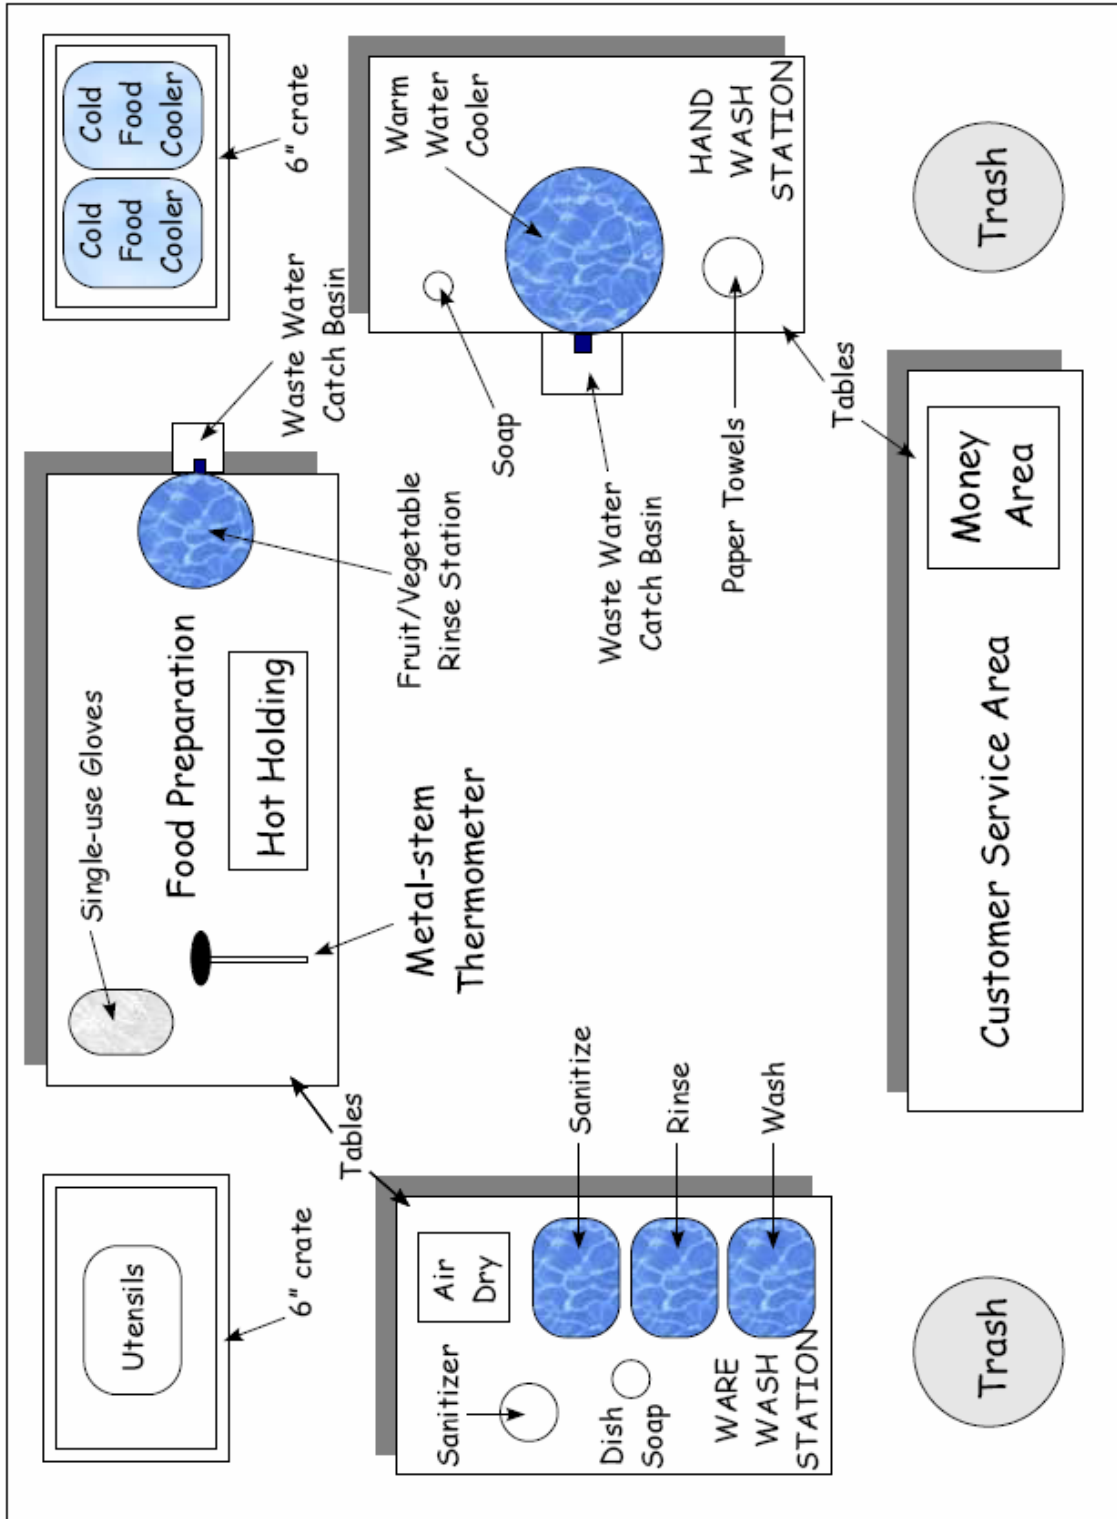 Utensils
6" crate
Tables
Single-use Gloves
Food Preparation
Hot Holding
Metal-stem
Thermometer
Fruit/Vegetable
Rinse Station
Waste Water
Catch Basin
Cold
Food
Cooler
Cold
Food
Cooler
6" crate
Sanitizer
Air
Dry
Dish
Soap
WARE
WASH
STATION
Sanitize
Rinse
Wash
Soap
Warm
Water
Cooler
Waste Water
Catch Basin
Paper Towels
HAND
WASH
STATION
Tables
Trash
Customer Service Area
Money
Area
Trash